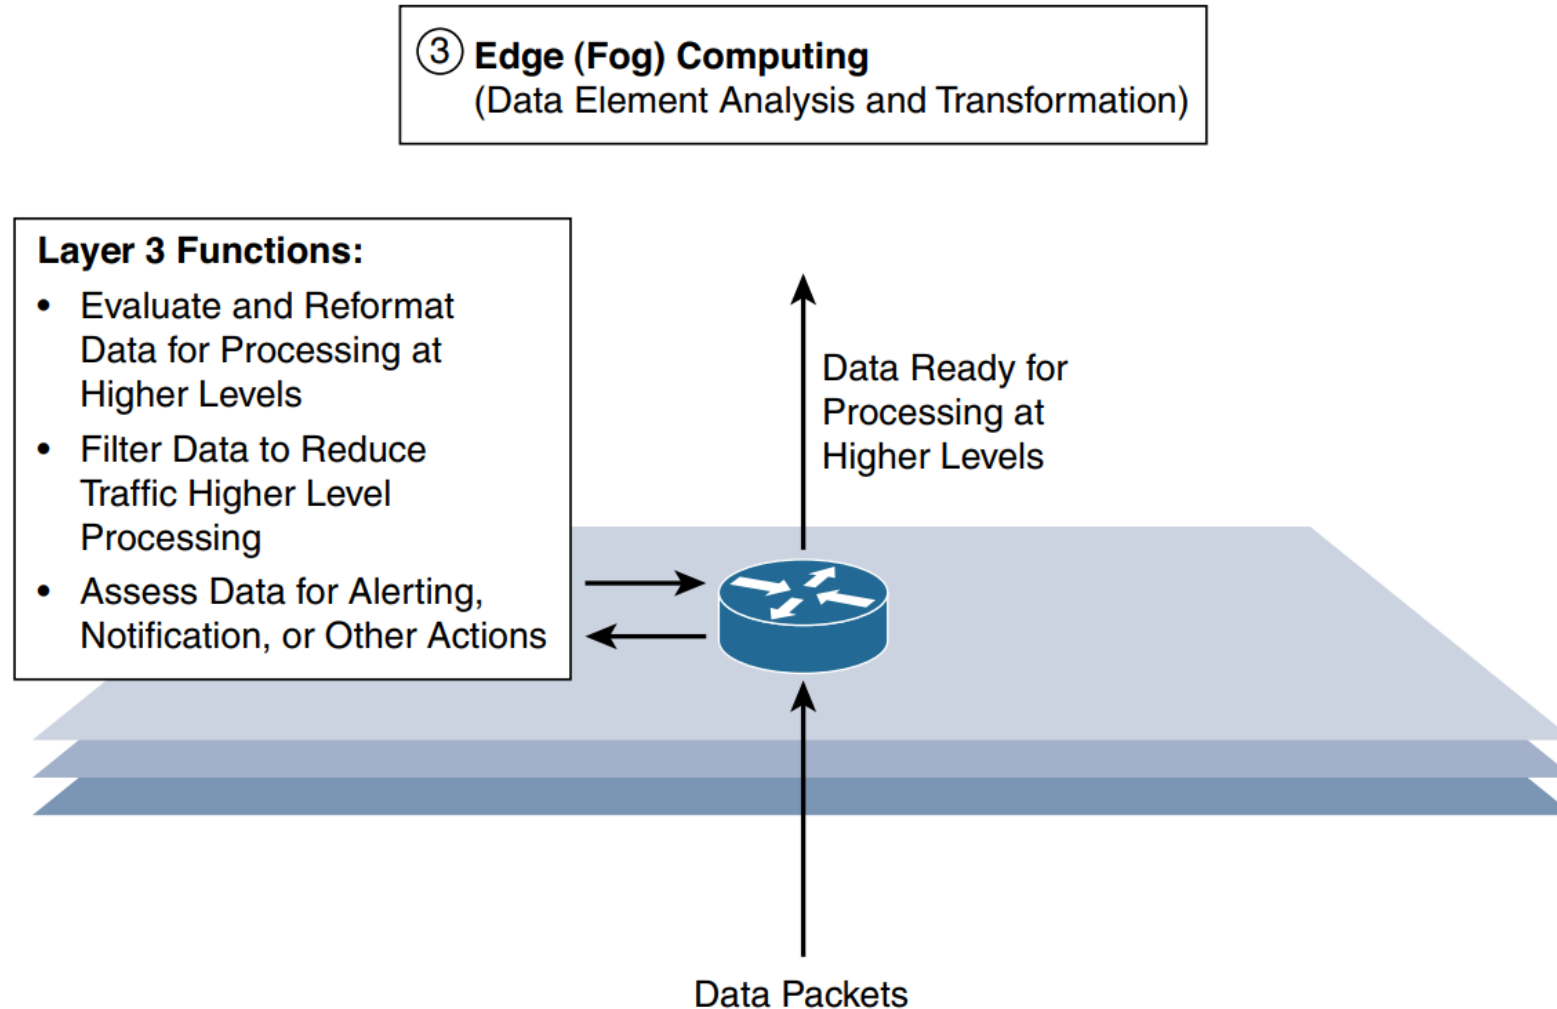 ③ Edge (Fog) Computing
(Data Element Analysis and Transformation)
Layer 3 Functions:
• Evaluate and Reformat
Data for Processing at
Higher Levels
• Filter Data to Reduce
Traffic Higher Level
Processing
• Assess Data for Alerting,
Notification, or Other Actions
Data Ready for
Processing at
Higher Levels
Data Packets